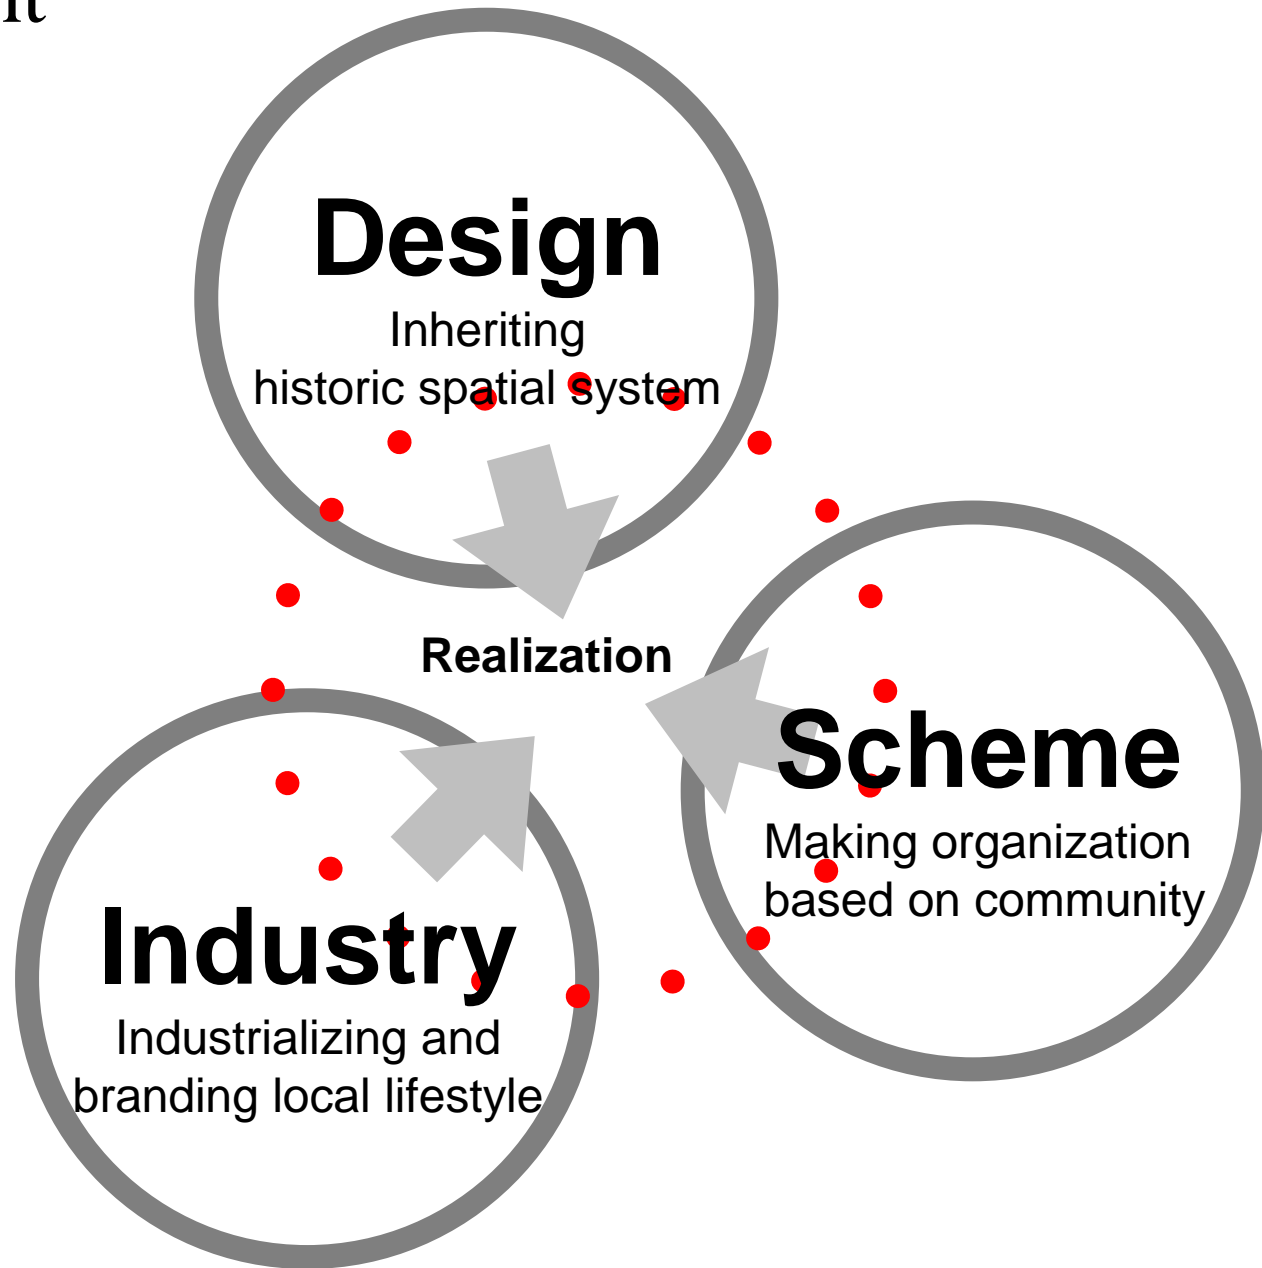 Design
Inheriting
historic spatial system
Realization
Scheme
Making organization
based on community
Industry
Industrializing and
branding local lifestyle